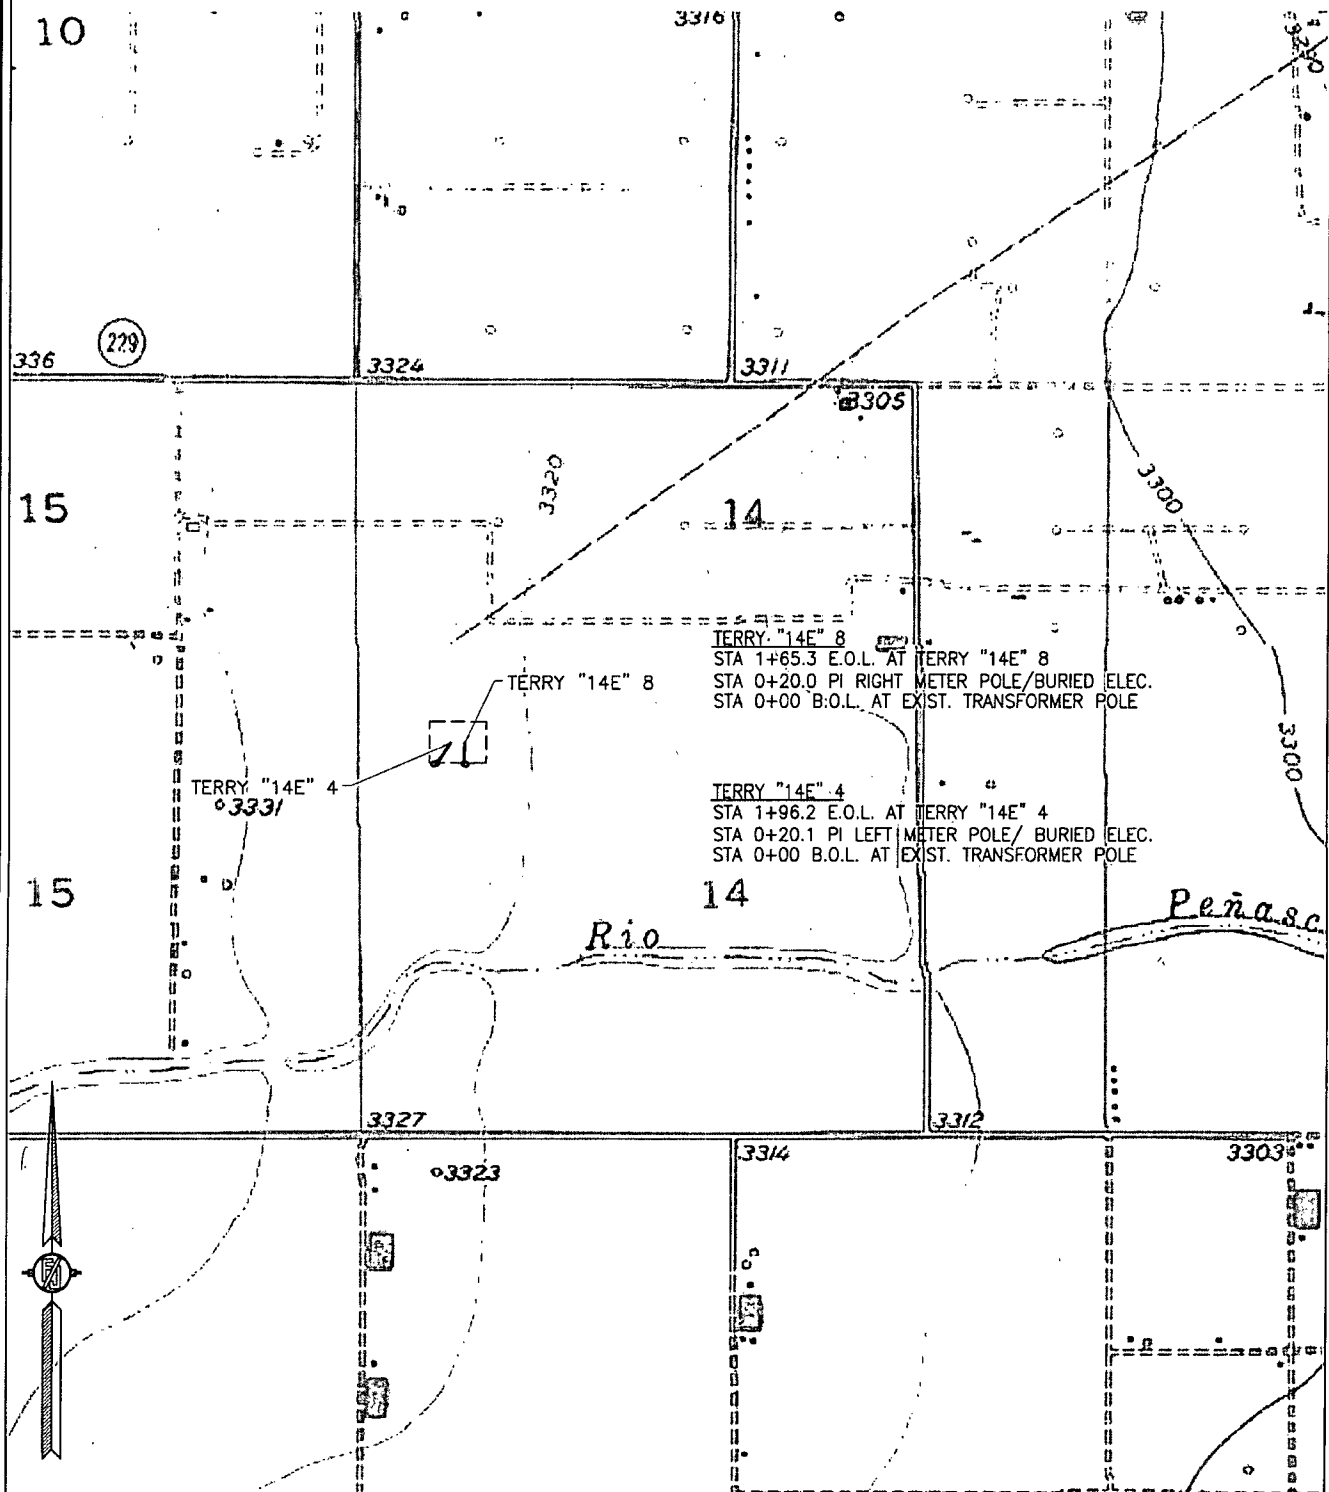 10
3316
229
336
3324
3311
3305
15
3320
14
3300
TERRY "14E" 8
STA 1+65.3 E.O.L. AT TERRY "14E" 8
STA 0+20.0 PI RIGHT METER POLE/BURIED ELEC.
STA 0+00 B.O.L. AT EXIST. TRANSFORMER POLE
TERRY "14E" 8
3300
TERRY "14E" 4
3331
TERRY "14E" 4
STA 1+96.2 E.O.L. AT TERRY "14E" 4
STA 0+20.1 PI LEFT METER POLE/ BURIED ELEC.
STA 0+00 B.O.L. AT EXIST. TRANSFORMER POLE
15
14
Rio
Peñasc
3327
3312
3323
3314
3303